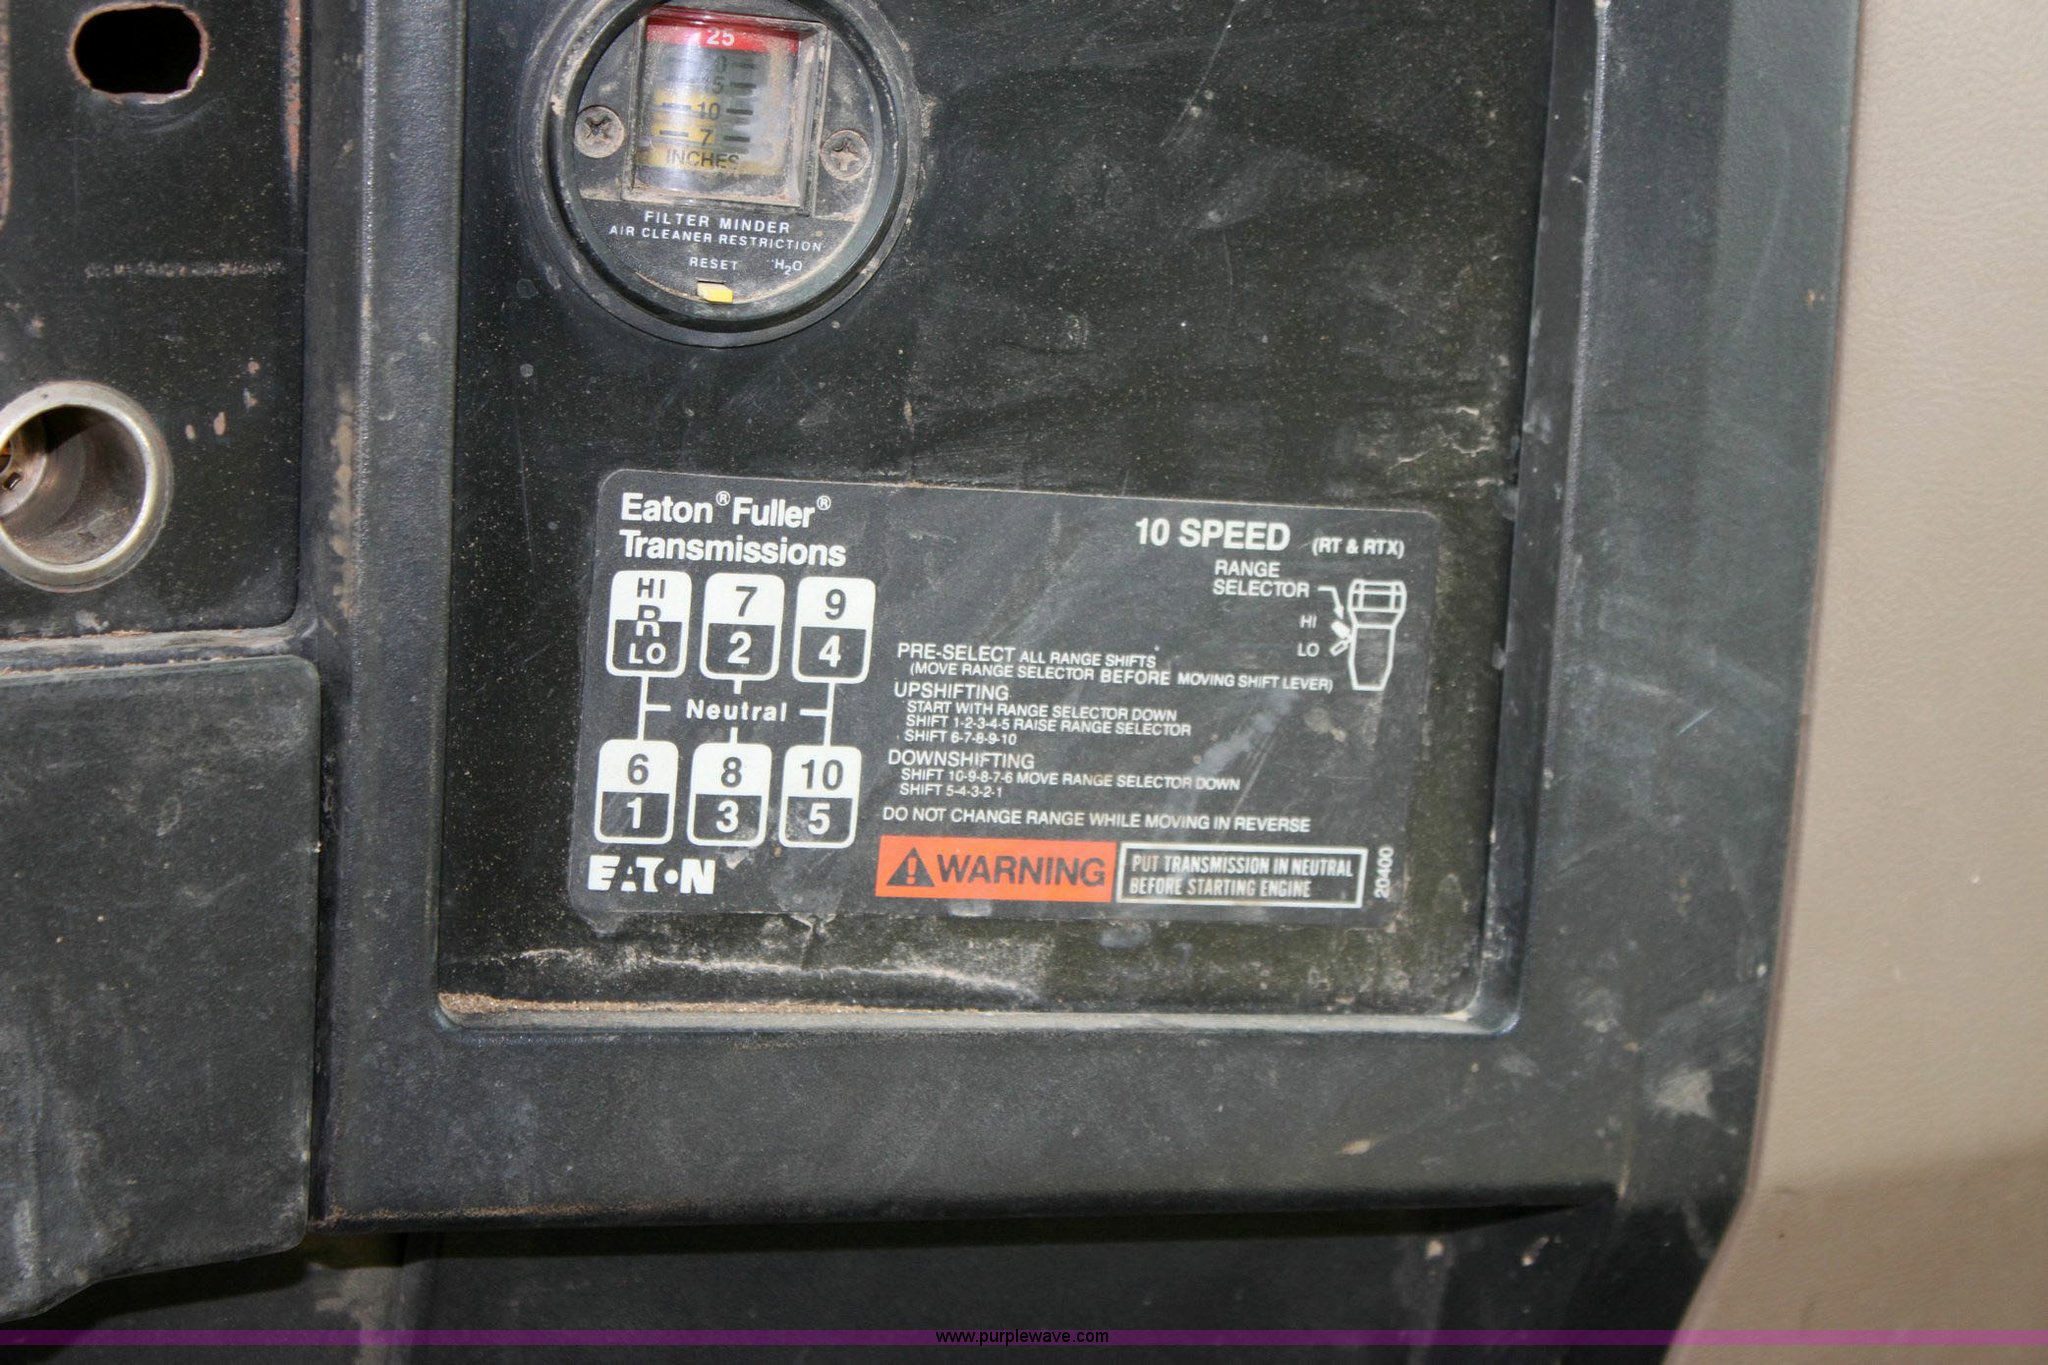 25
10
7
INCHES
FILTER MINDER
AIR CLEANER RESTRICTION
RESET H₂O
Eaton® Fuller®
Transmissions
10 SPEED (RT & RTX)
RANGE
SELECTOR
HI
LO
HI 7 9
R
LO 2 4
Neutral
6 8 10
1 3 5
EATON
PRE-SELECT ALL RANGE SHIFTS
(MOVE RANGE SELECTOR BEFORE MOVING SHIFT LEVER)
UPSHIFTING
START WITH RANGE SELECTOR DOWN
SHIFT 1-2-3-4-5 RAISE RANGE SELECTOR
SHIFT 6-7-8-9-10
DOWNSHIFTING
SHIFT 10-9-8-7-6 MOVE RANGE SELECTOR DOWN
SHIFT 5-4-3-2-1
DO NOT CHANGE RANGE WHILE MOVING IN REVERSE
WARNING
PUT TRANSMISSION IN NEUTRAL
BEFORE STARTING ENGINE
20400
www.purplewave.com